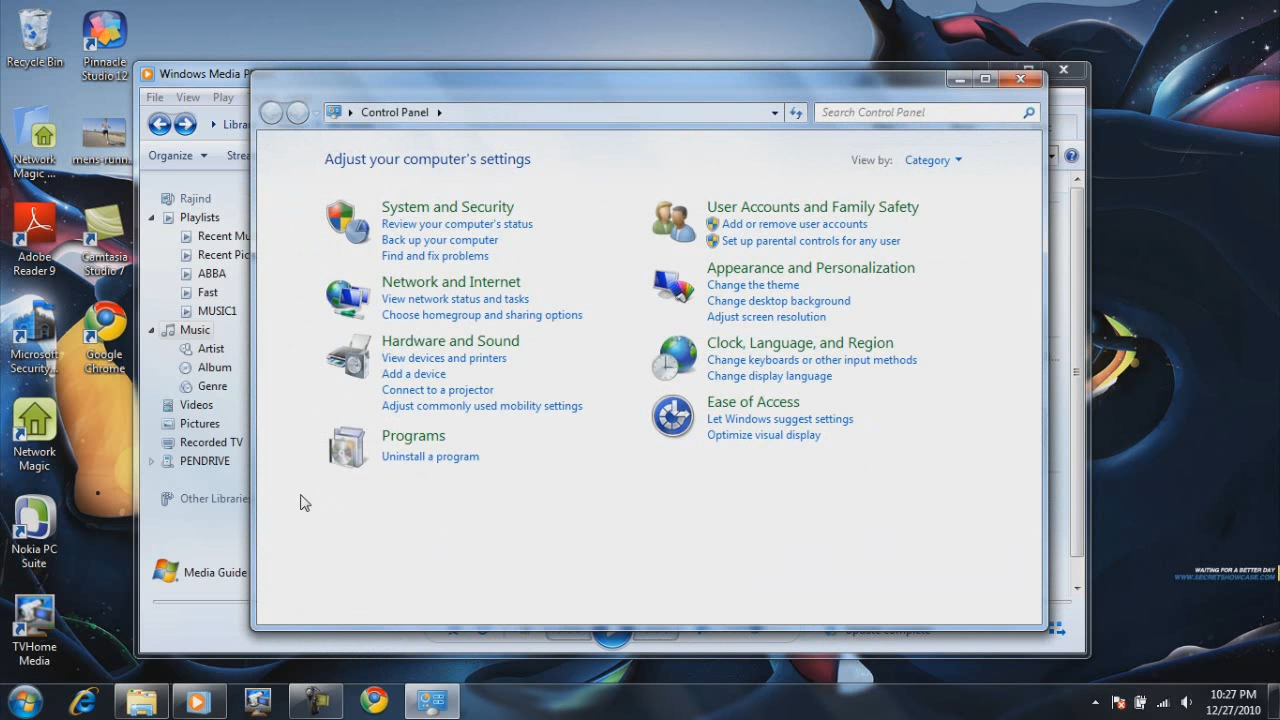 Recycle Bin
Pinnacle
Studio 12
Network
Magic ...
mens-runn...
Adobe
Reader 9
Camtasia
Studio 7
Microsoft
Security...
Google
Chrome
Network
Magic
Nokia PC
Suite
TVHome
Media
Windows Media P
File View Play
Libra
Organize
Strea
Rajind
Playlists
Recent Mu
Recent Pic
ABBA
Fast
MUSIC1
Music
Artist
Album
Genre
Videos
Pictures
Recorded TV
PENDRIVE
Other Libraries
Media Guide
Control Panel
Search Control Panel
Adjust your computer's settings
View by: Category
System and Security
Review your computer's status
Back up your computer
Find and fix problems
Network and Internet
View network status and tasks
Choose homegroup and sharing options
Hardware and Sound
View devices and printers
Add a device
Connect to a projector
Adjust commonly used mobility settings
Programs
Uninstall a program
User Accounts and Family Safety
Add or remove user accounts
Set up parental controls for any user
Appearance and Personalization
Change the theme
Change desktop background
Adjust screen resolution
Clock, Language, and Region
Change keyboards or other input methods
Change display language
Ease of Access
Let Windows suggest settings
Optimize visual display
Update complete
WAITING FOR A BETTER DAY
WWW.SECRETSHOWCASE.COM
10:27 PM
12/27/2010